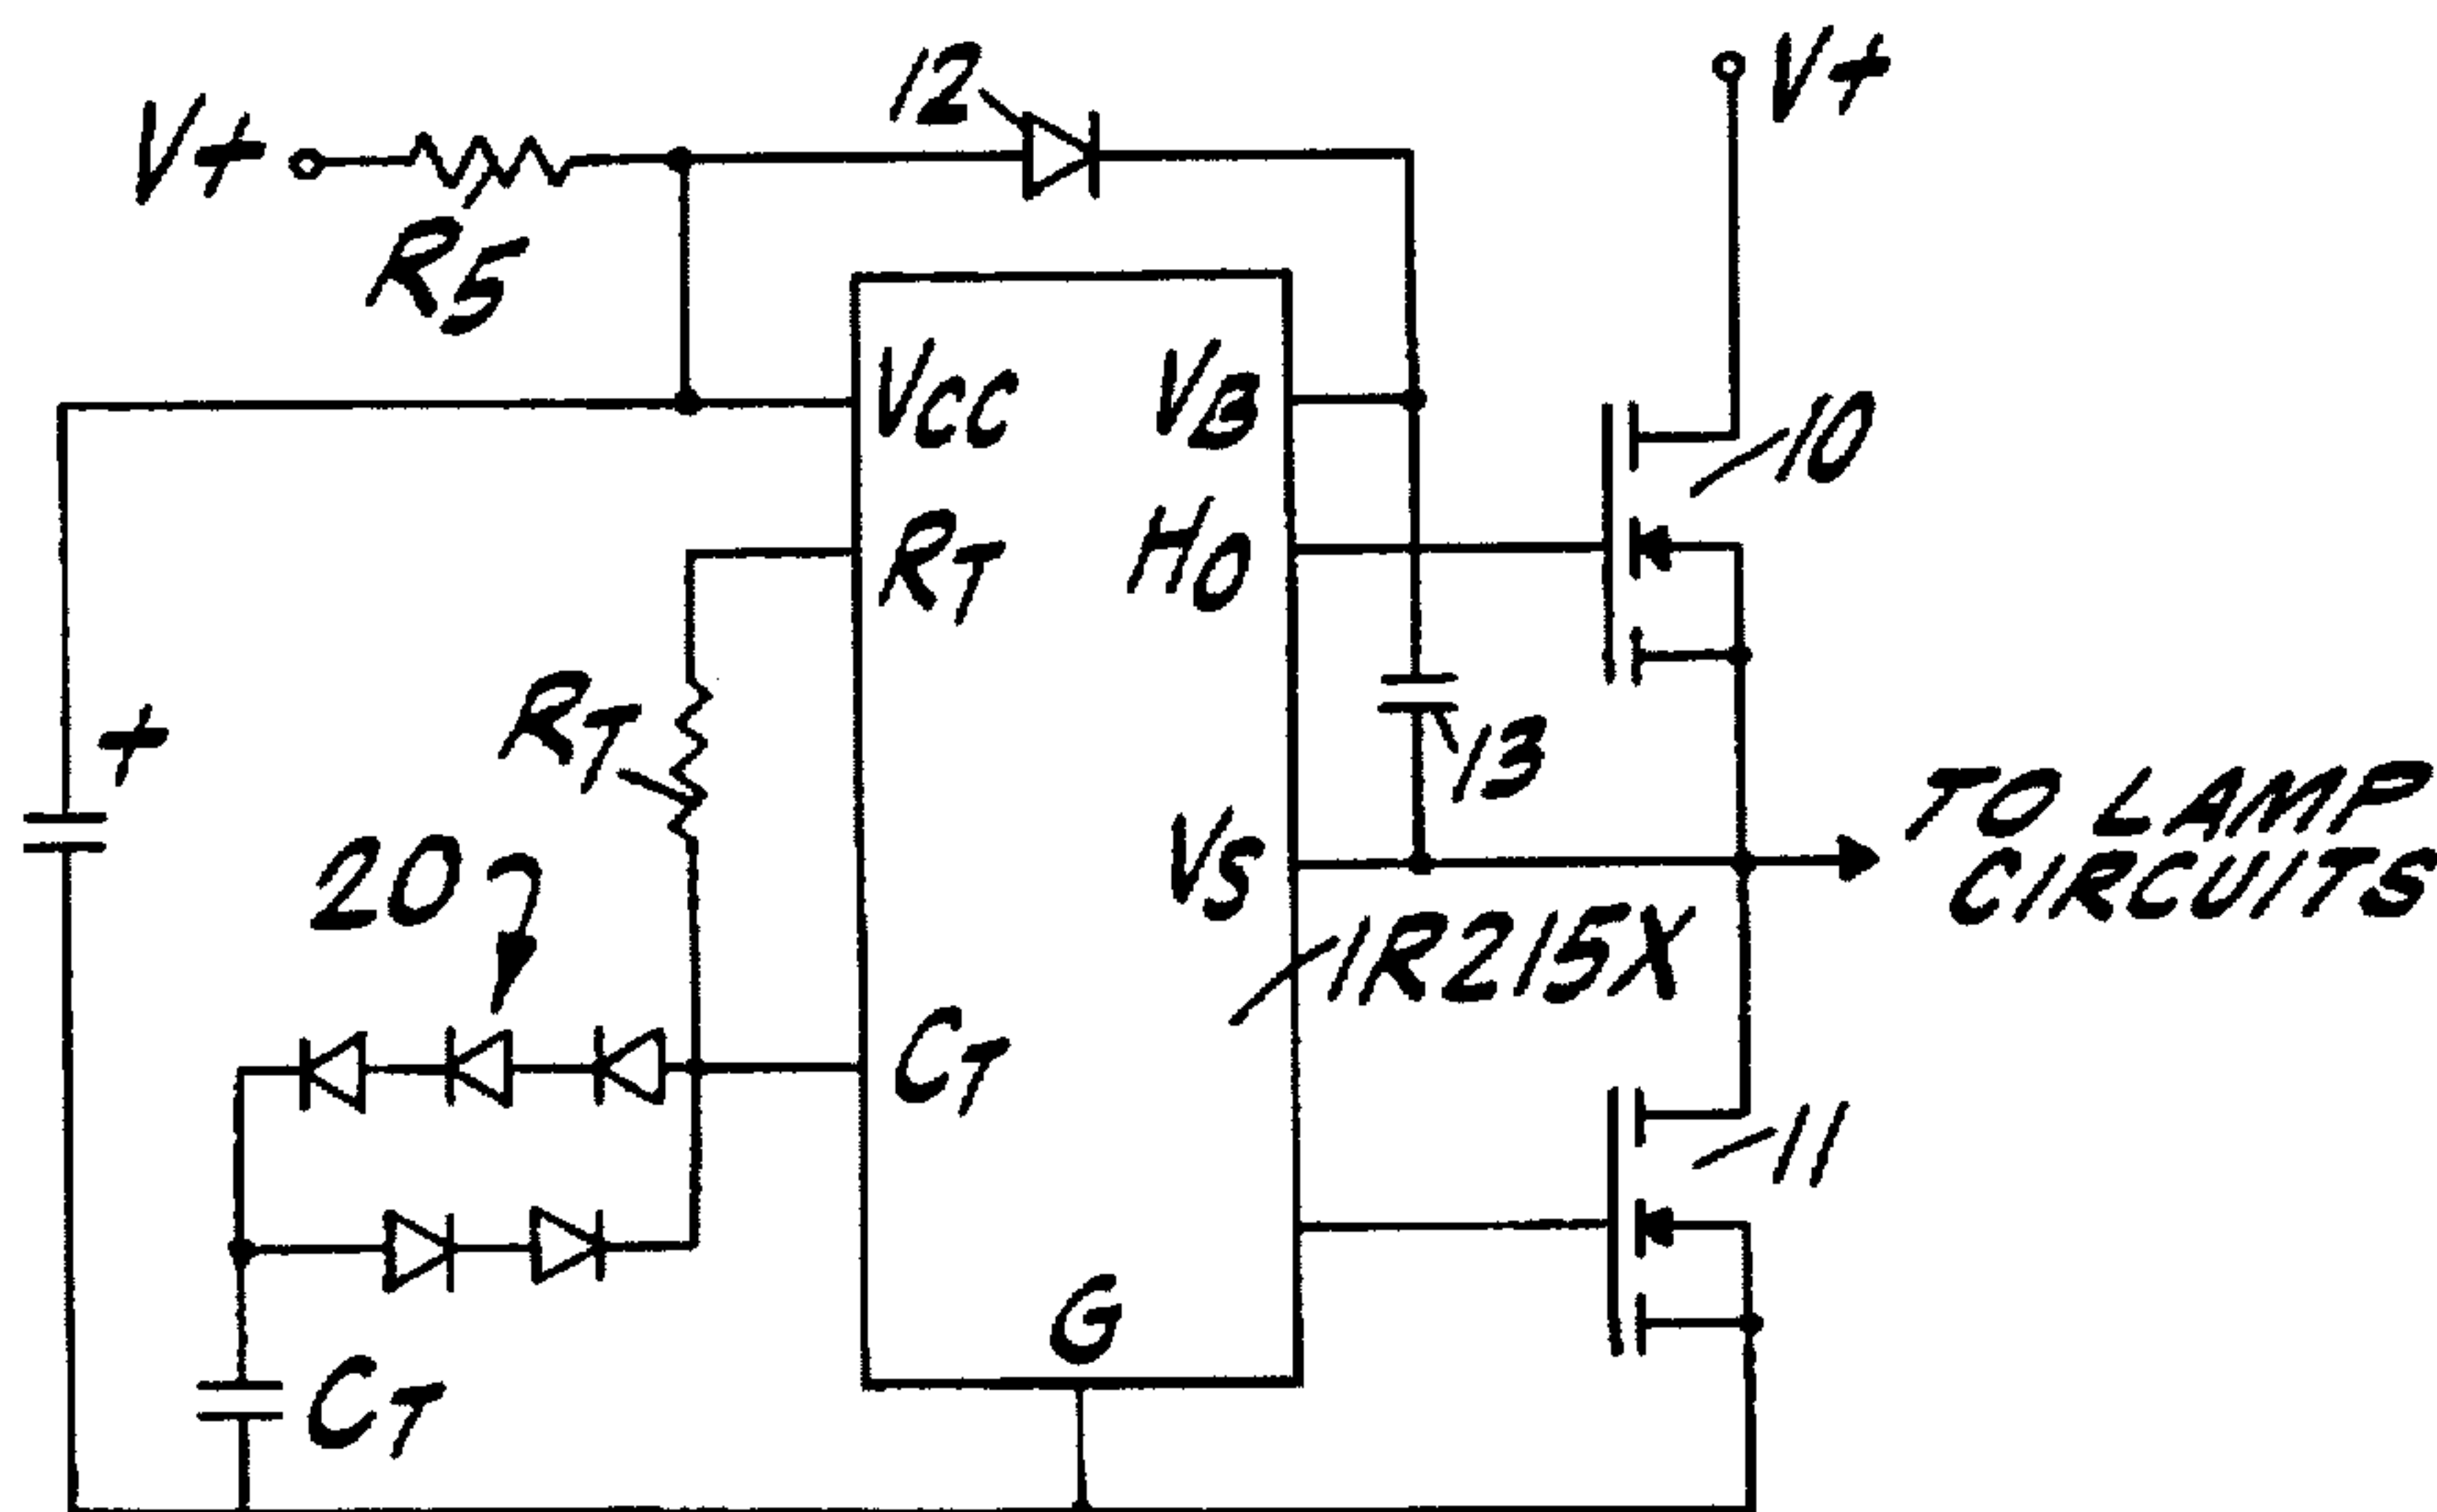 12
V+
V+
R5
VCC
VB
10
RT
HO
RT
+
13
TO LAMP
CIRCUITS
20
VS
IR215X
CT
11
G
CT